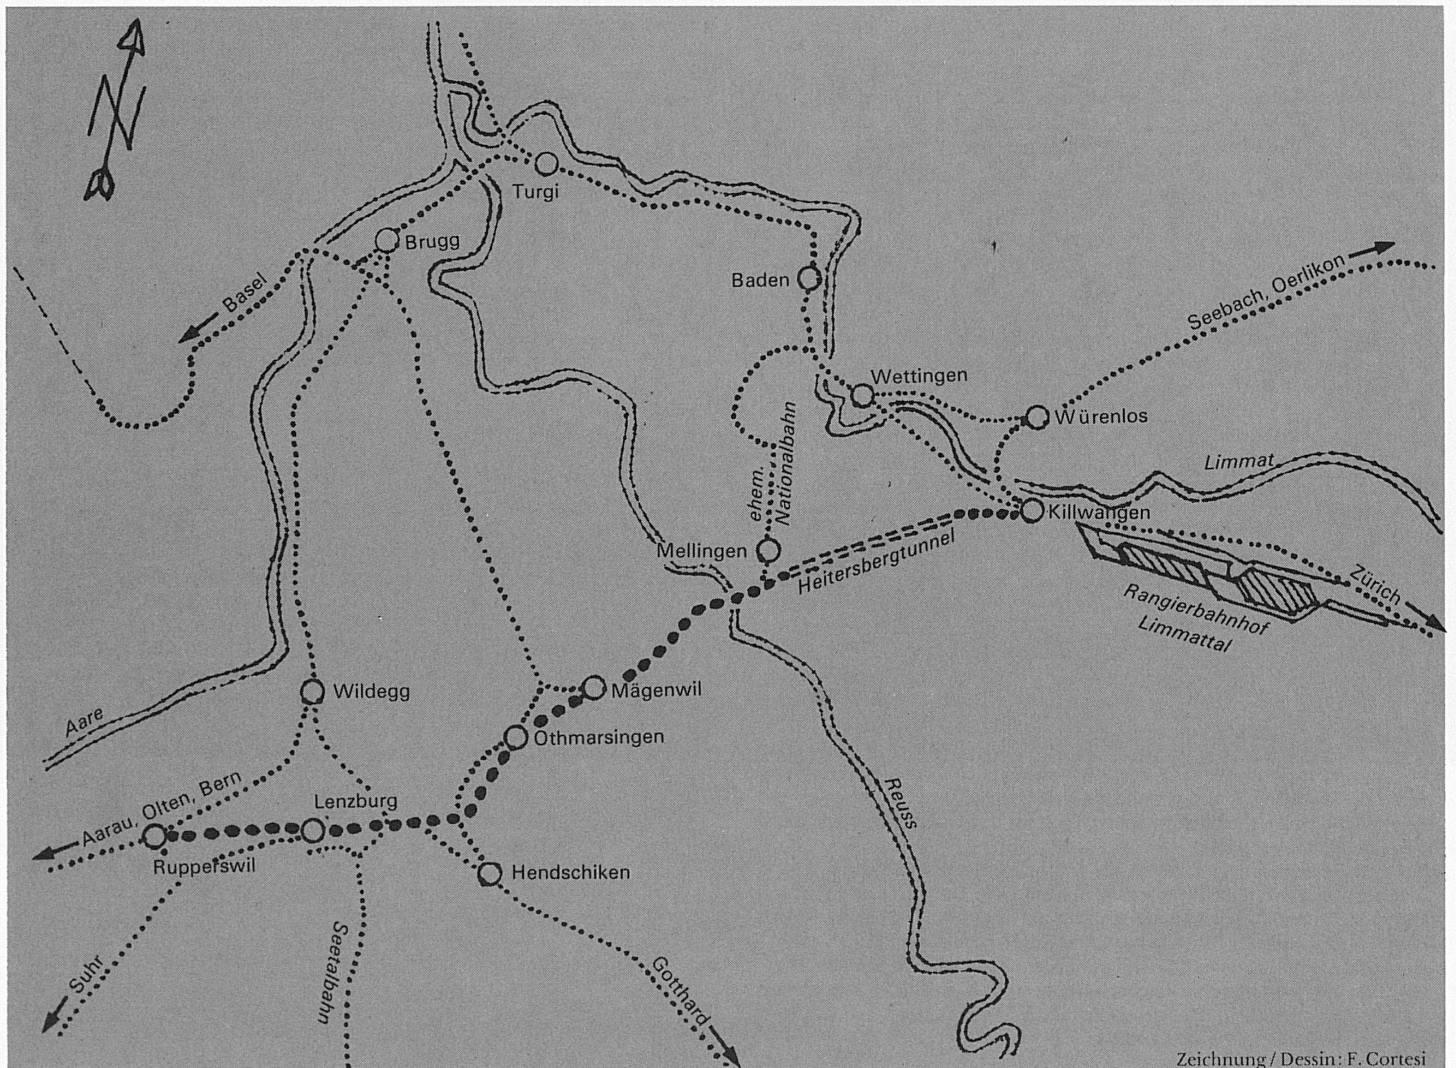 N
Turgi
Brugg
Basel
Baden
Seebach, Oerlikon
Wettingen
Würenlos
ehem.
Nationalbahn
Limmat
Killwangen
Mellingen
Heitersbergtunnel
Zürich
Rangierbahnhof
Limmattal
Wildegg
Mägenwil
Aare
Othmarsingen
Aarau, Olten, Bern
Lenzburg
Reuss
Rupperswil
Hendschiken
Suhr
Seetalbahn
Gotthard
Zeichnung / Dessin: F. Cortesi